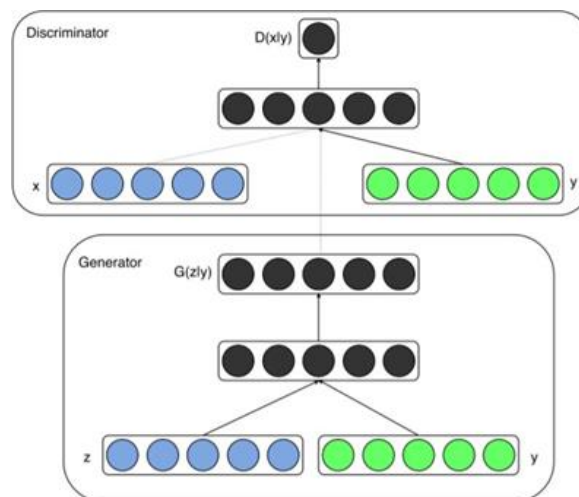 Discriminator
D(x|y)
x
y
Generator
G(z|y)
z
y